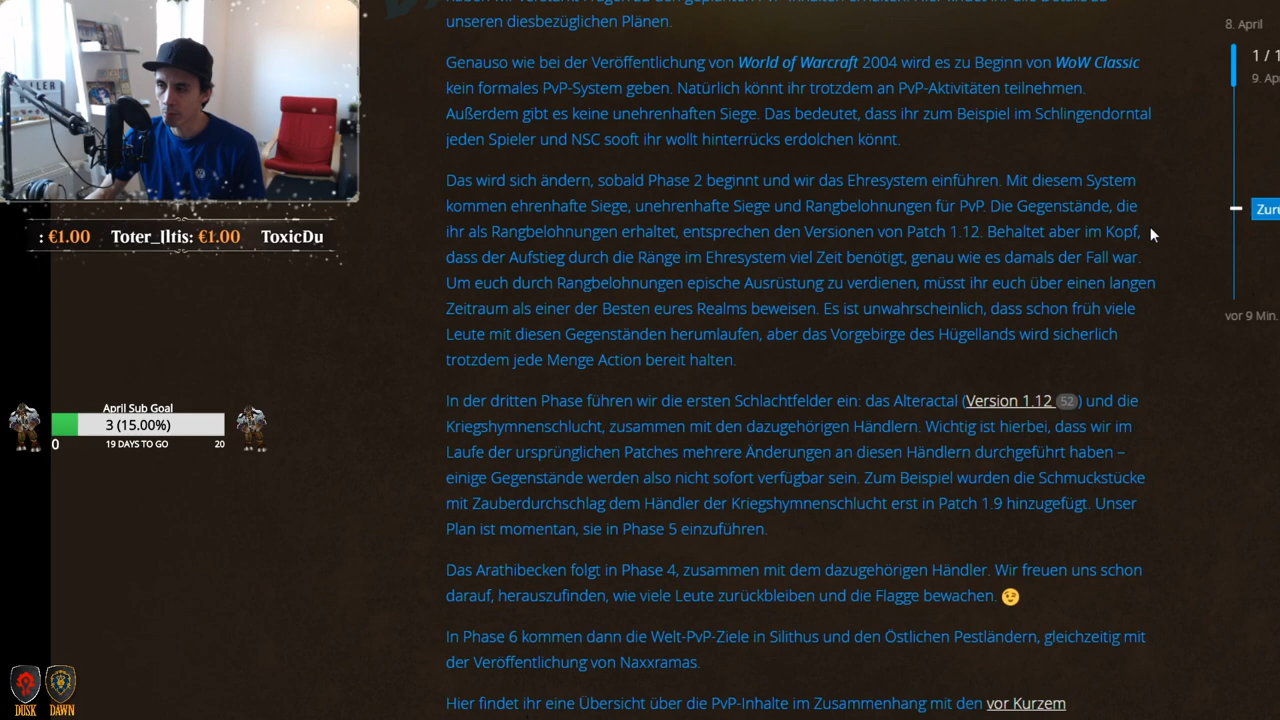 unseren diesbezüglichen Plänen.
Genauso wie bei der Veröffentlichung von World of Warcraft 2004 wird es zu Beginn von WoW Classic
kein formales PvP-System geben. Natürlich könnt ihr trotzdem an PvP-Aktivitäten teilnehmen.
Außerdem gibt es keine unehrenhaften Siege. Das bedeutet, dass ihr zum Beispiel im Schlingendorntal
jeden Spieler und NSC sooft ihr wollt hinterrücks erdolchen könnt.
Das wird sich ändern, sobald Phase 2 beginnt und wir das Ehresystem einführen. Mit diesem System
kommen ehrenhafte Siege, unehrenhafte Siege und Rangbelohnungen für PvP. Die Gegenstände, die
ihr als Rangbelohnungen erhaltet, entsprechen den Versionen von Patch 1.12. Behaltet aber im Kopf,
dass der Aufstieg durch die Ränge im Ehresystem viel Zeit benötigt, genau wie es damals der Fall war.
Um euch durch Rangbelohnungen epische Ausrüstung zu verdienen, müsst ihr euch über einen langen
Zeitraum als einer der Besten eures Realms beweisen. Es ist unwahrscheinlich, dass schon früh viele
Leute mit diesen Gegenständen herumlaufen, aber das Vorgebirge des Hügellands wird sicherlich
trotzdem jede Menge Action bereit halten.
In der dritten Phase führen wir die ersten Schlachtfelder ein: das Alteractal (Version 1.12 52) und die
Kriegshymnenschlucht, zusammen mit den dazugehörigen Händlern. Wichtig ist hierbei, dass wir im
Laufe der ursprünglichen Patches mehrere Änderungen an diesen Händlern durchgeführt haben –
einige Gegenstände werden also nicht sofort verfügbar sein. Zum Beispiel wurden die Schmuckstücke
mit Zauberdurchschlag dem Händler der Kriegshymnenschlucht erst in Patch 1.9 hinzugefügt. Unser
Plan ist momentan, sie in Phase 5 einzuführen.
Das Arathibecken folgt in Phase 4, zusammen mit dem dazugehörigen Händler. Wir freuen uns schon
darauf, herauszufinden, wie viele Leute zurückbleiben und die Flagge bewachen. 😉
In Phase 6 kommen dann die Welt-PvP-Ziele in Silithus und den Östlichen Pestländern, gleichzeitig mit
der Veröffentlichung von Naxxramas.
Hier findet ihr eine Übersicht über die PvP-Inhalte im Zusammenhang mit den vor Kurzem
8. April
1 / 1
9. Ap
Zur
vor 9 Min.
: €1.00 Toter_Iltis: €1.00 ToxicDu
April Sub Goal
3 (15.00%)
0 19 DAYS TO GO 20
DUSK DAWN